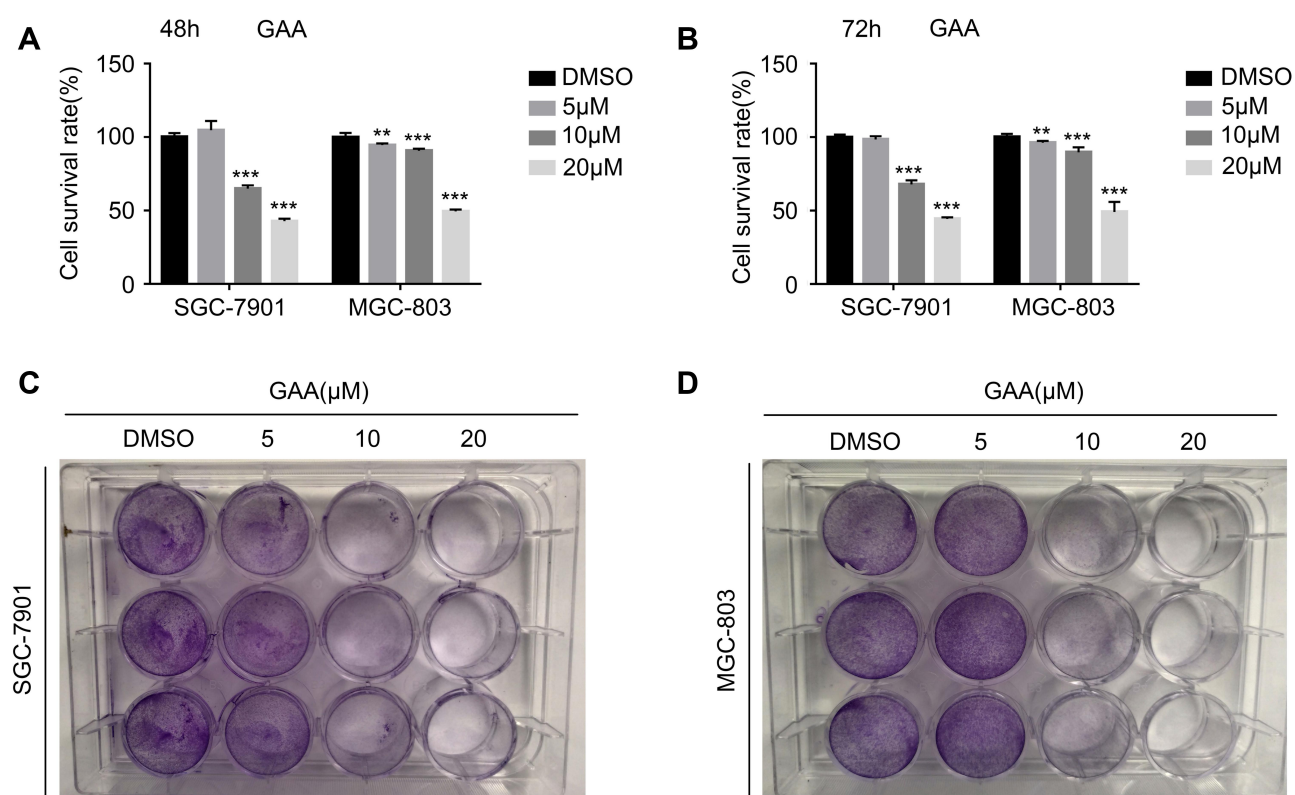 A
48h GAA
Cell survival rate(%)
150
100
50
0
***
***
**
***
***
SGC-7901 MGC-803
DMSO
5μM
10μM
20μM
B
72h GAA
Cell survival rate(%)
150
100
50
0
***
***
**
***
***
SGC-7901 MGC-803
DMSO
5μM
10μM
20μM
C
GAA(μM)
DMSO 5 10 20
SGC-7901
D
GAA(μM)
DMSO 5 10 20
MGC-803